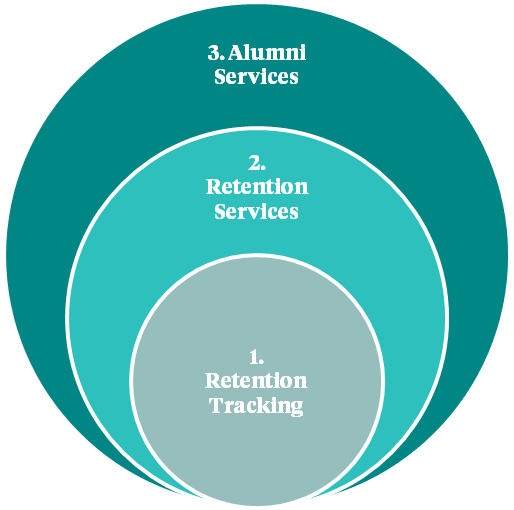 3. Alumni
Services
2.
Retention
Services
1.
Retention
Tracking